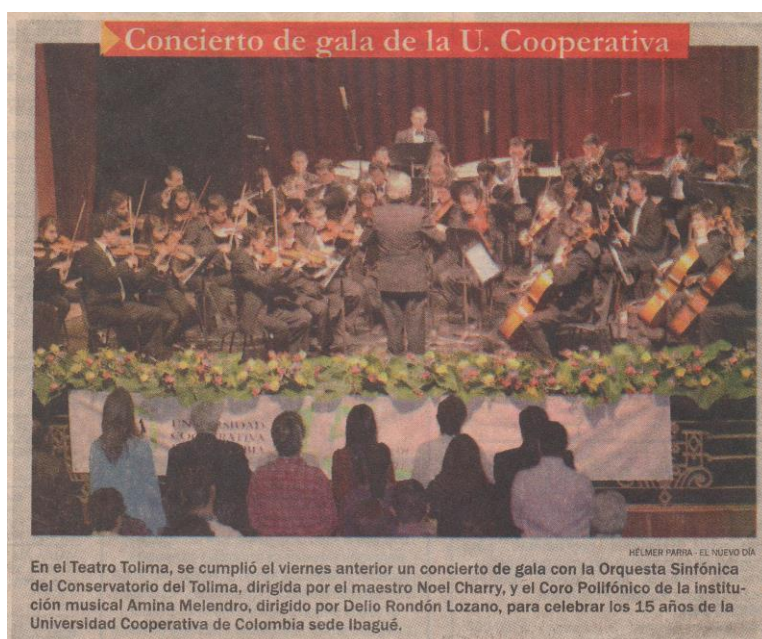 Concierto de gala de la U. Cooperativa
UNIVERSIDAD
COOPERATIVA
HÉLMER PARRA - EL NUEVO DÍA
En el Teatro Tolima, se cumplió el viernes anterior un concierto de gala con la Orquesta Sinfónica
del Conservatorio del Tolima, dirigida por el maestro Noel Charry, y el Coro Polifónico de la institu-
ción musical Amina Melendro, dirigido por Delio Rondón Lozano, para celebrar los 15 años de la
Universidad Cooperativa de Colombia sede Ibagué.